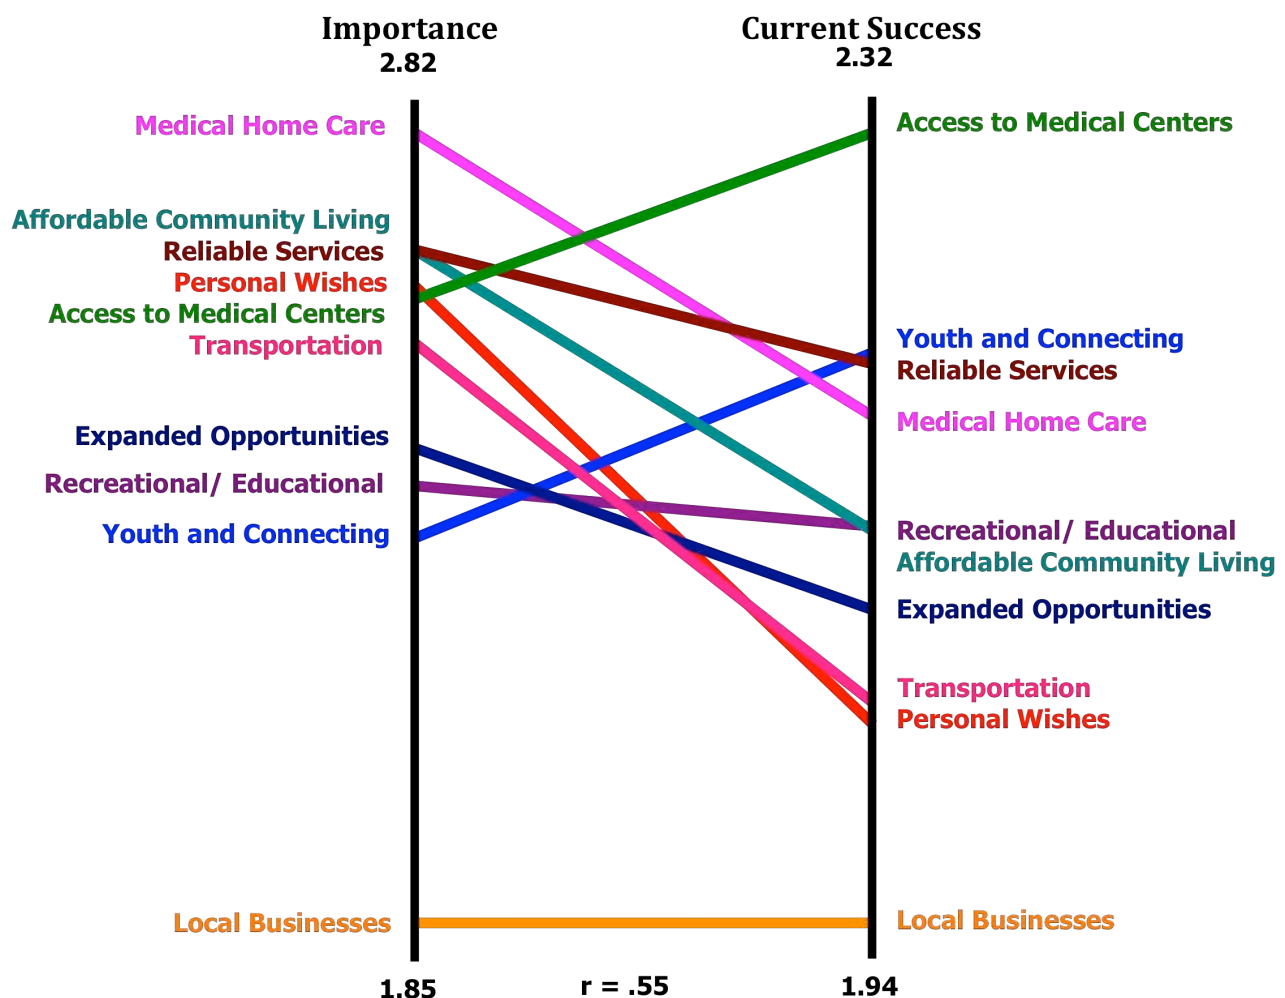 Importance
2.82
Medical Home Care
Affordable Community Living
Reliable Services
Personal Wishes
Access to Medical Centers
Transportation
Expanded Opportunities
Recreational/ Educational
Youth and Connecting
Local Businesses
1.85
r = .55
Current Success
2.32
Access to Medical Centers
Youth and Connecting
Reliable Services
Medical Home Care
Recreational/ Educational
Affordable Community Living
Expanded Opportunities
Transportation
Personal Wishes
Local Businesses
1.94